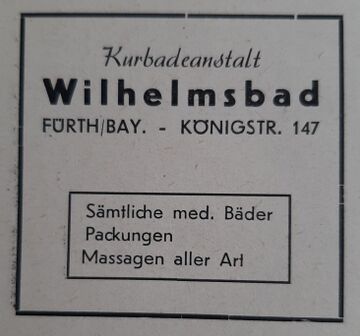 Kurbadeanstalt
Wilhelmsbad
FÜRTH/BAY. - KÖNIGSTR. 147
Sämtliche med. Bäder
Packungen
Massagen aller Art